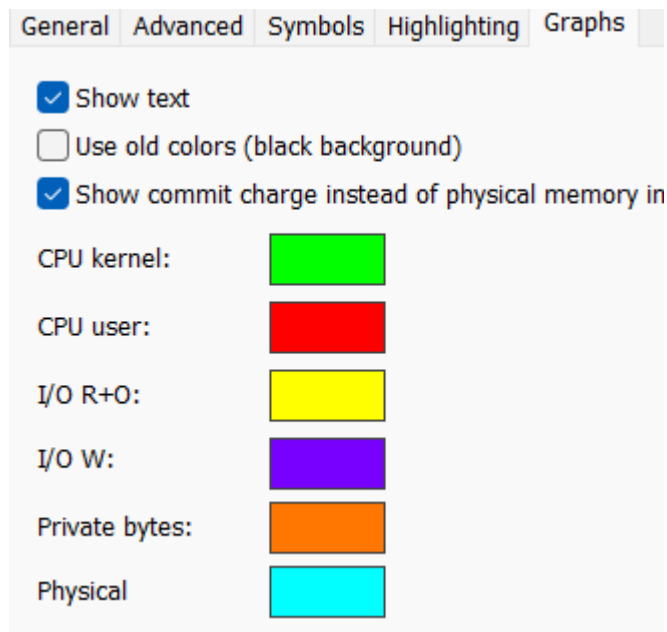 General Advanced Symbols Highlighting Graphs
Show text
Use old colors (black background)
Show commit charge instead of physical memory in
CPU kernel:
CPU user:
I/O R+O:
I/O W:
Private bytes:
Physical